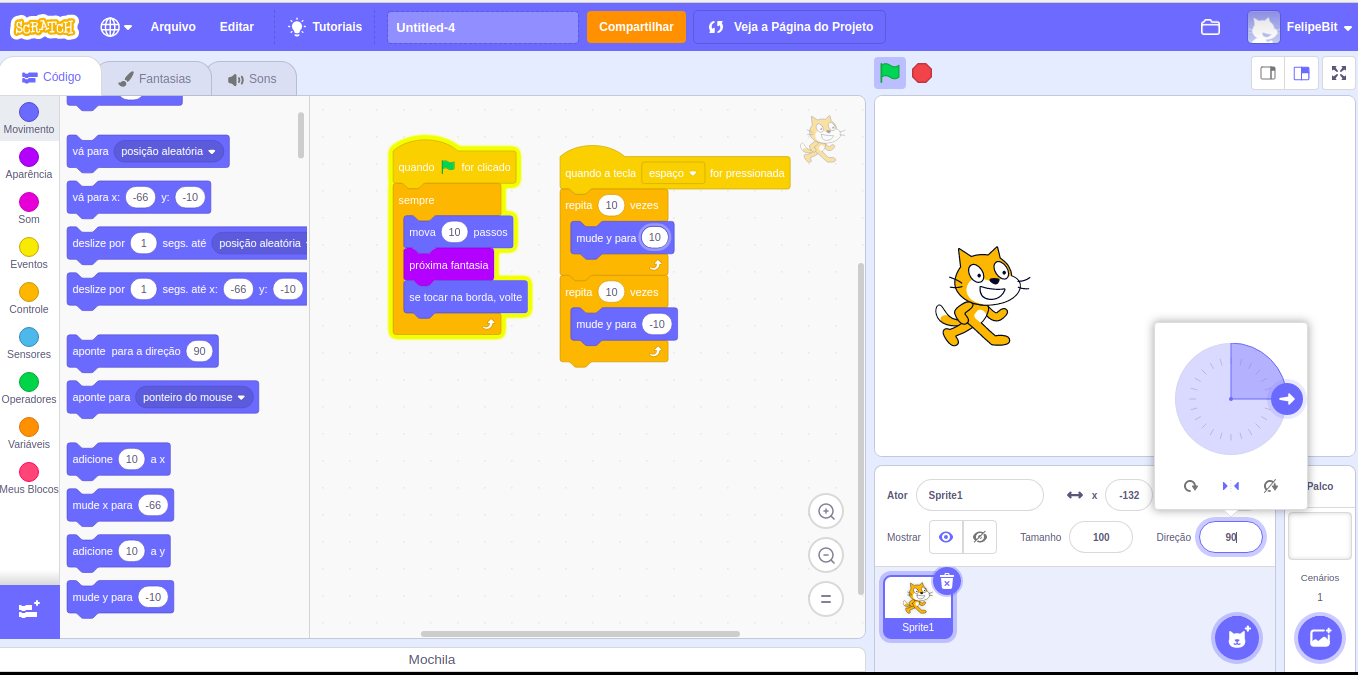 SCRATCH
Arquivo
Editar
Tutoriais
Untitled-4
Compartilhar
Veja a Página do Projeto
FelipeBit
Código
Fantasias
Sons
Movimento
Aparência
Som
Eventos
Controle
Sensores
Operadores
Variáveis
Meus Blocos
vá para posição aleatória
vá para x: -66 y: -10
deslize por 1 segs. até posição aleatória
deslize por 1 segs. até x: -66 y: -10
aponte para a direção 90
aponte para ponteiro do mouse
adicione 10 a x
mude x para -66
adicione 10 a y
mude y para -10
quando for clicado
sempre
mova 10 passos
próxima fantasia
se tocar na borda, volte
quando a tecla espaço for pressionada
repita 10 vezes
mude y para 10
repita 10 vezes
mude y para -10
Mochila
Ator Sprite1 x -132
Mostrar Tamanho 100 Direção 90
Sprite1
Palco
Cenários
1